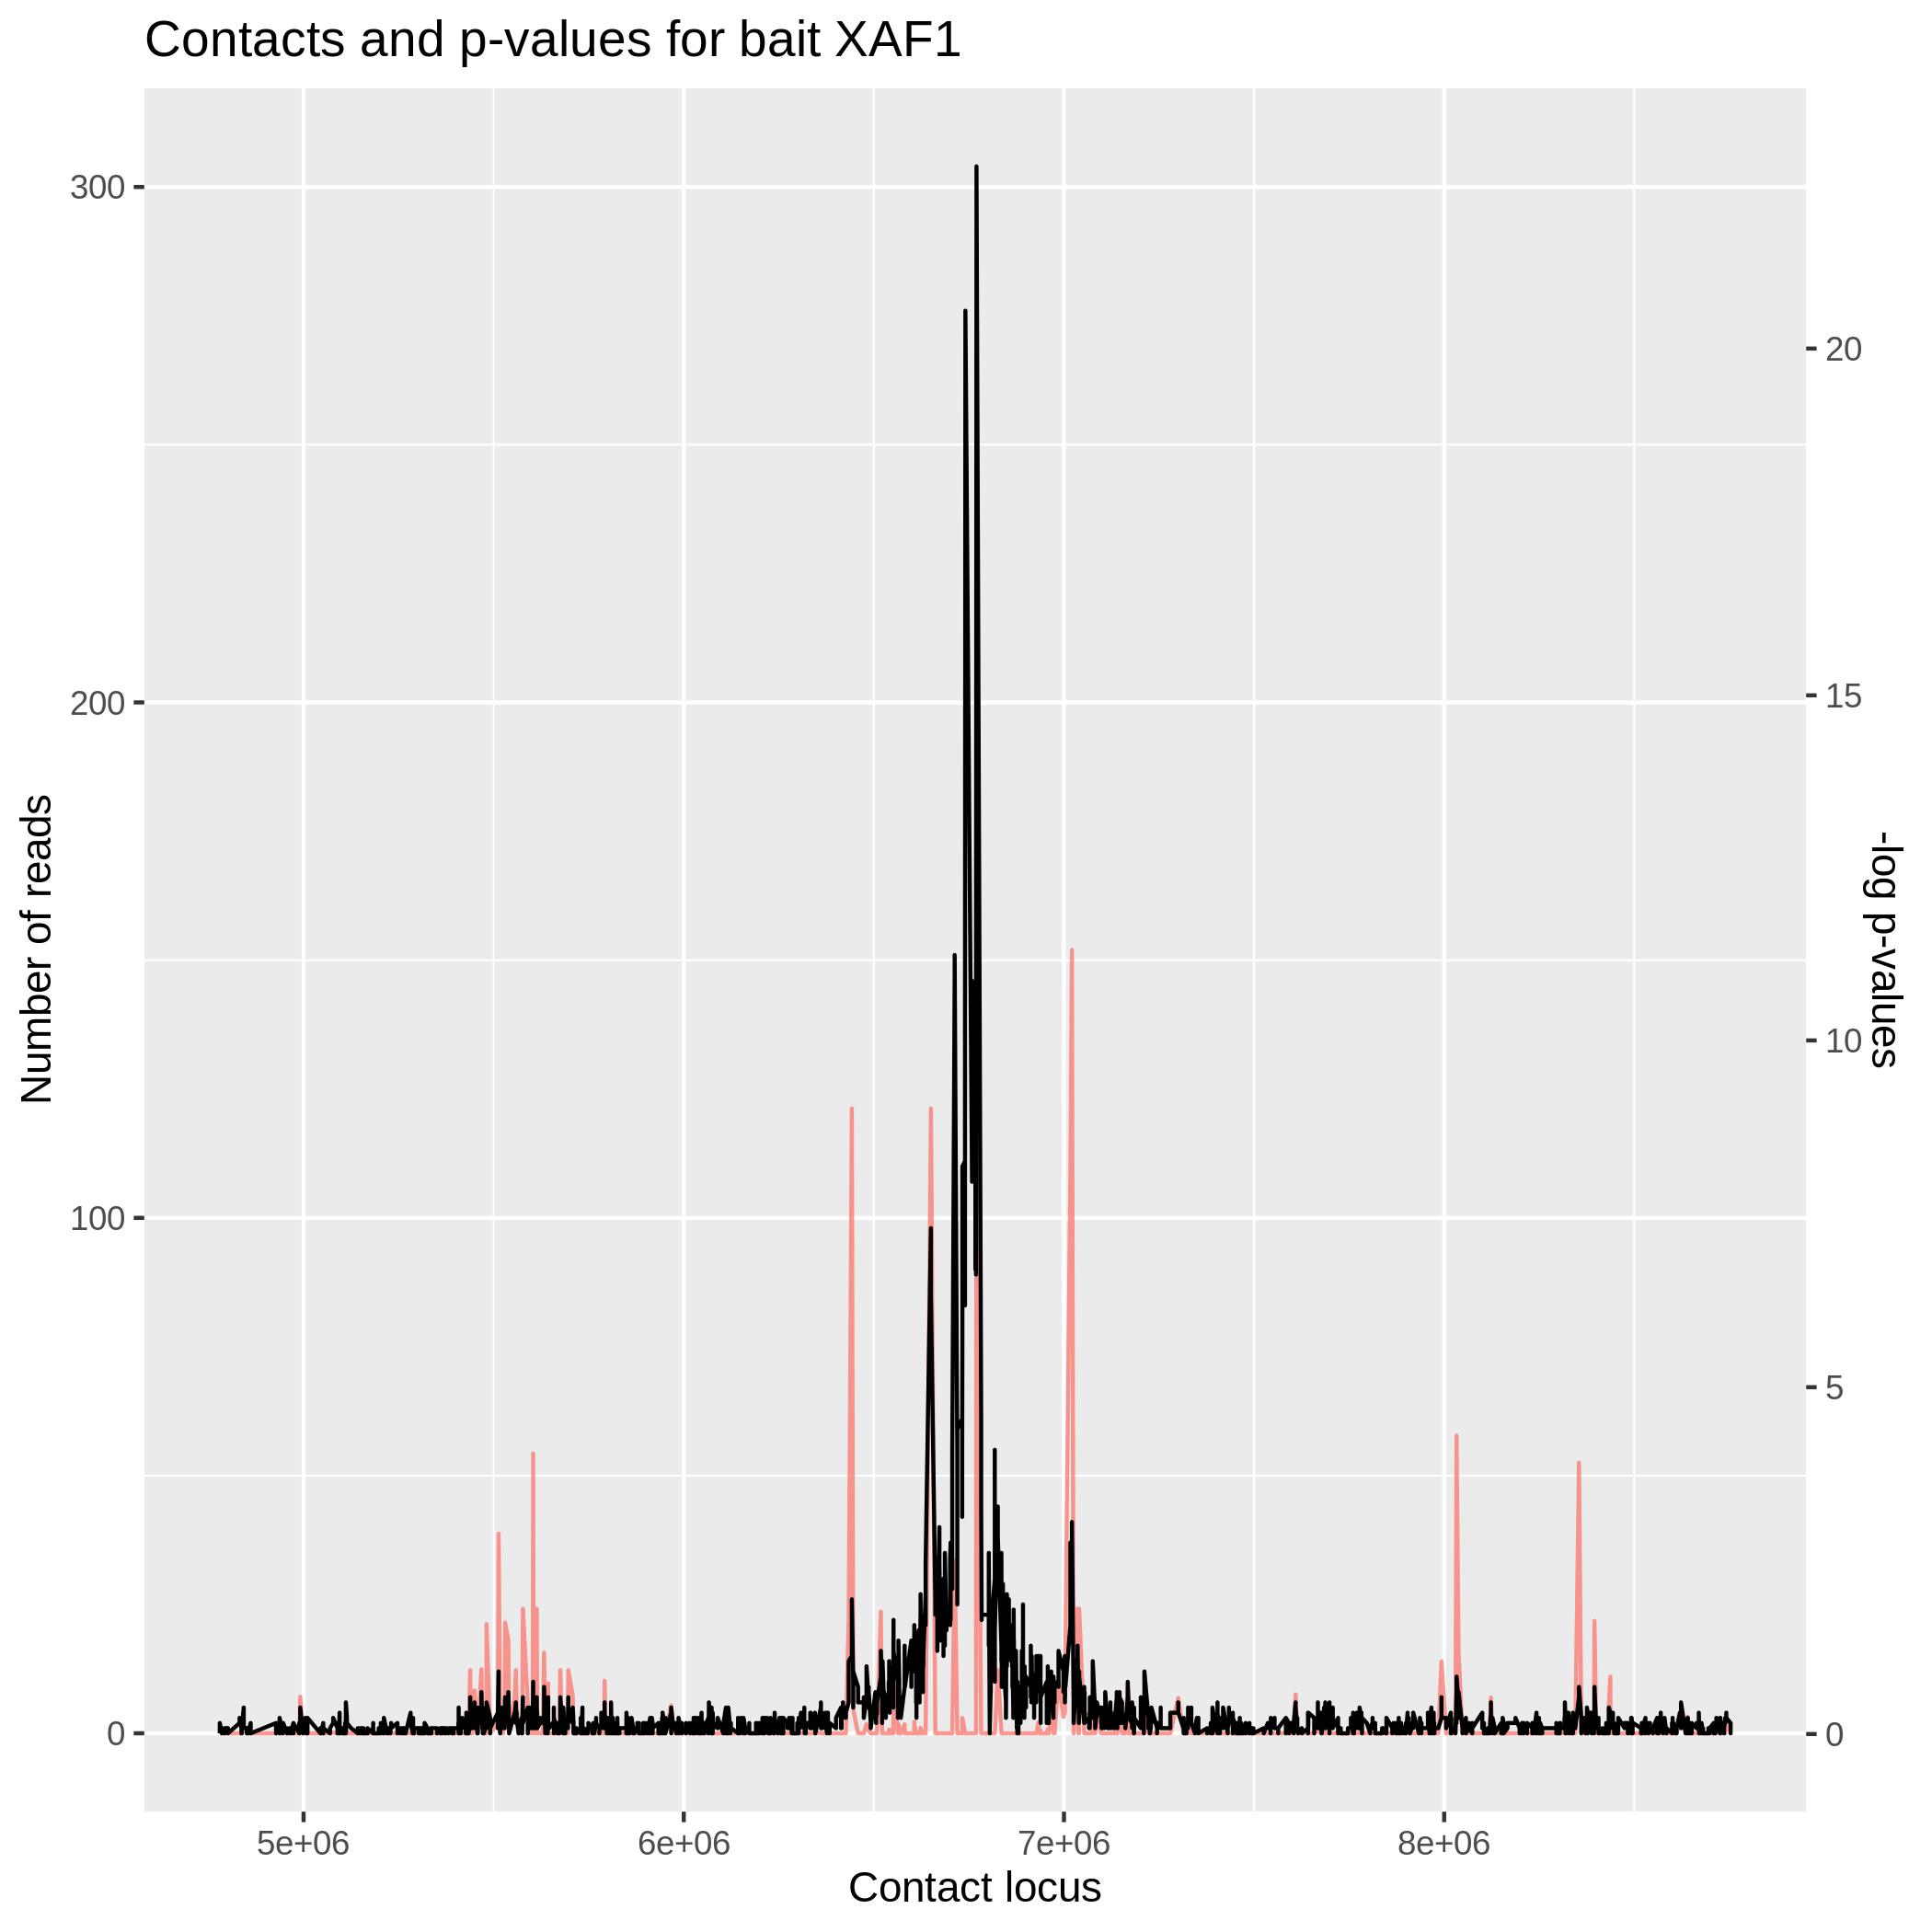 Contacts and p-values for bait XAF1
300
200
100
0
Number of reads
20
15
10
5
0
-log p-values
5e+06
6e+06
7e+06
8e+06
Contact locus